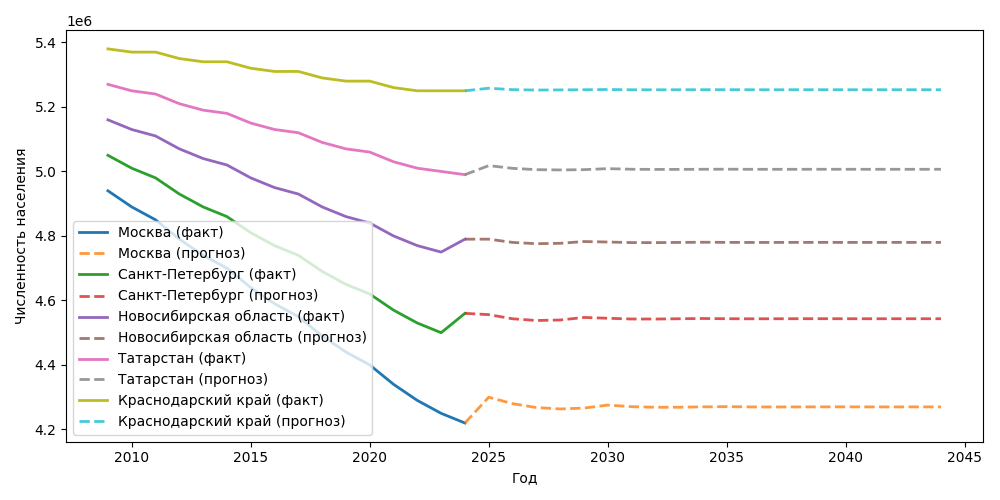 1e6
5.4
5.2
5.0
4.8
4.6
4.4
4.2
Численность населения
Москва (факт)
Москва (прогноз)
Санкт-Петербург (факт)
Санкт-Петербург (прогноз)
Новосибирская область (факт)
Новосибирская область (прогноз)
Татарстан (факт)
Татарстан (прогноз)
Краснодарский край (факт)
Краснодарский край (прогноз)
2010 2015 2020 2025 2030 2035 2040 2045
Год